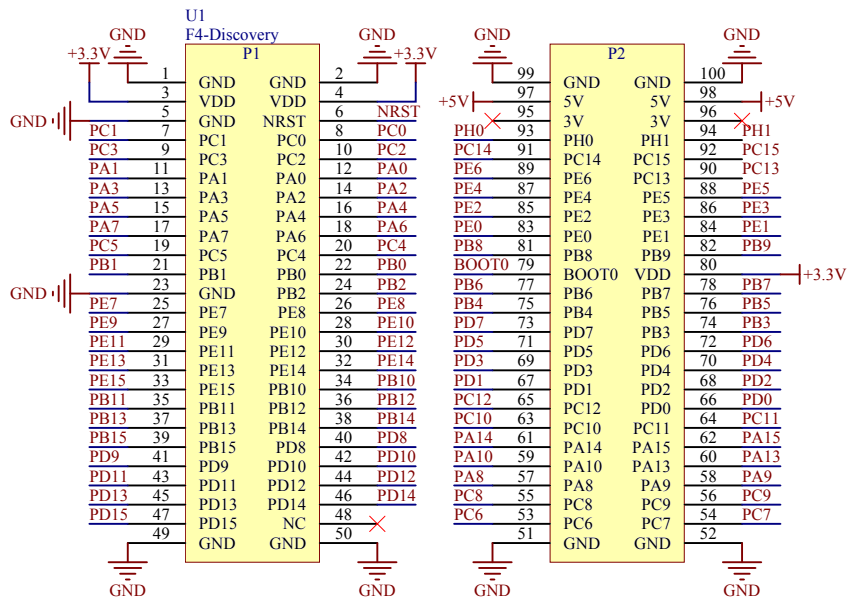 U1
F4-Discovery
GND GND GND GND
+3.3V P1 +3.3V P2
1 GND GND 2 99 GND GND 100
3 VDD VDD 4 +5V 97 5V 5V 98 +5V
GND 5 GND NRST 6 NRST 95 3V 3V 96
PC1 7 PC1 PC0 8 PC0 PH0 93 PH0 PH1 94 PH1
PC3 9 PC3 PC2 10 PC2 PC14 91 PC14 PC15 92 PC15
PA1 11 PA1 PA0 12 PA0 PE6 89 PE6 PC13 90 PC13
PA3 13 PA3 PA2 14 PA2 PE4 87 PE4 PE5 88 PE5
PA5 15 PA5 PA4 16 PA4 PE2 85 PE2 PE3 86 PE3
PA7 17 PA7 PA6 18 PA6 PE0 83 PE0 PE1 84 PE1
PC5 19 PC5 PC4 20 PC4 PB8 81 PB8 PB9 82 PB9
PB1 21 PB1 PB0 22 PB0 BOOT0 79 BOOT0 VDD 80 +3.3V
GND 23 GND PB2 24 PB2 PB6 77 PB6 PB7 78 PB7
PE7 25 PE7 PE8 26 PE8 PB4 75 PB4 PB5 76 PB5
PE9 27 PE9 PE10 28 PE10 PD7 73 PD7 PB3 74 PB3
PE11 29 PE11 PE12 30 PE12 PD5 71 PD5 PD6 72 PD6
PE13 31 PE13 PE14 32 PE14 PD3 69 PD3 PD4 70 PD4
PE15 33 PE15 PB10 34 PB10 PD1 67 PD1 PD2 68 PD2
PB11 35 PB11 PB12 36 PB12 PC12 65 PC12 PD0 66 PD0
PB13 37 PB13 PB14 38 PB14 PC10 63 PC10 PC11 64 PC11
PB15 39 PB15 PD8 40 PD8 PA14 61 PA14 PA15 62 PA15
PD9 41 PD9 PD10 42 PD10 PA10 59 PA10 PA13 60 PA13
PD11 43 PD11 PD12 44 PD12 PA8 57 PA8 PA9 58 PA9
PD13 45 PD13 PD14 46 PD14 PC8 55 PC8 PC9 56 PC9
PD15 47 PD15 NC 48 PC6 53 PC6 PC7 54 PC7
49 GND GND 50 51 GND GND 52
GND GND GND GND